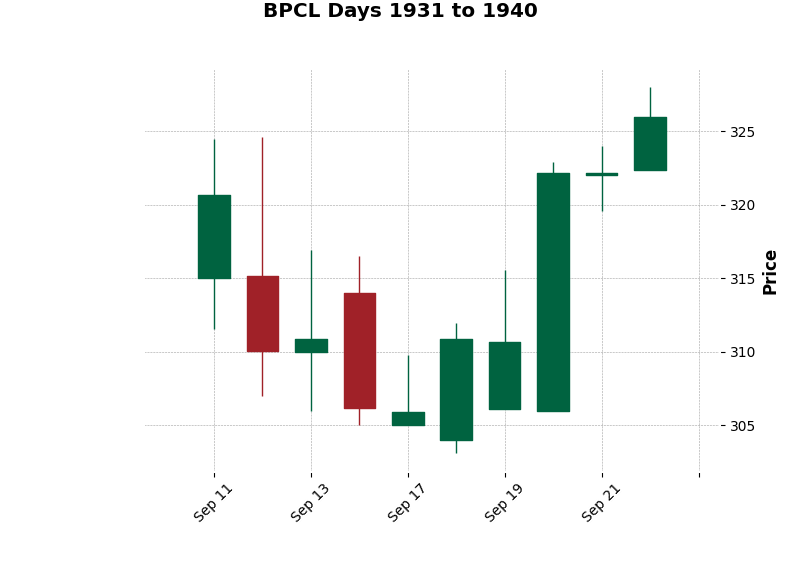 BPCL Days 1931 to 1940
325
320
315
310
305
Price
Sep 11
Sep 13
Sep 17
Sep 19
Sep 21